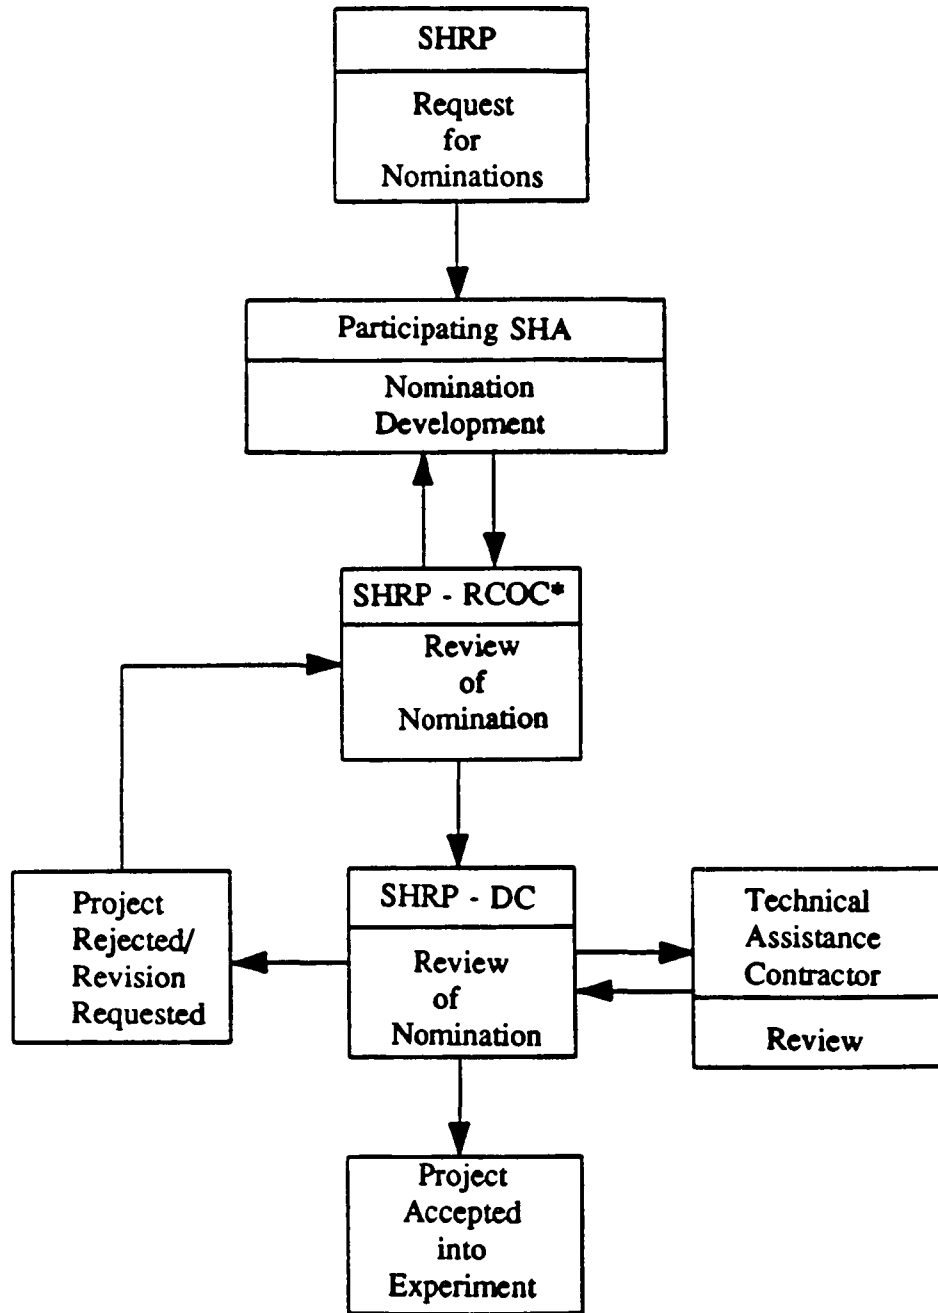 SHRP
Request
for
Nominations
Participating SHA
Nomination
Development
SHRP - RCOC*
Review
of
Nomination
Project
Rejected/
Revision
Requested
SHRP - DC
Review
of
Nomination
Technical
Assistance
Contractor
Review
Project
Accepted
into
Experiment